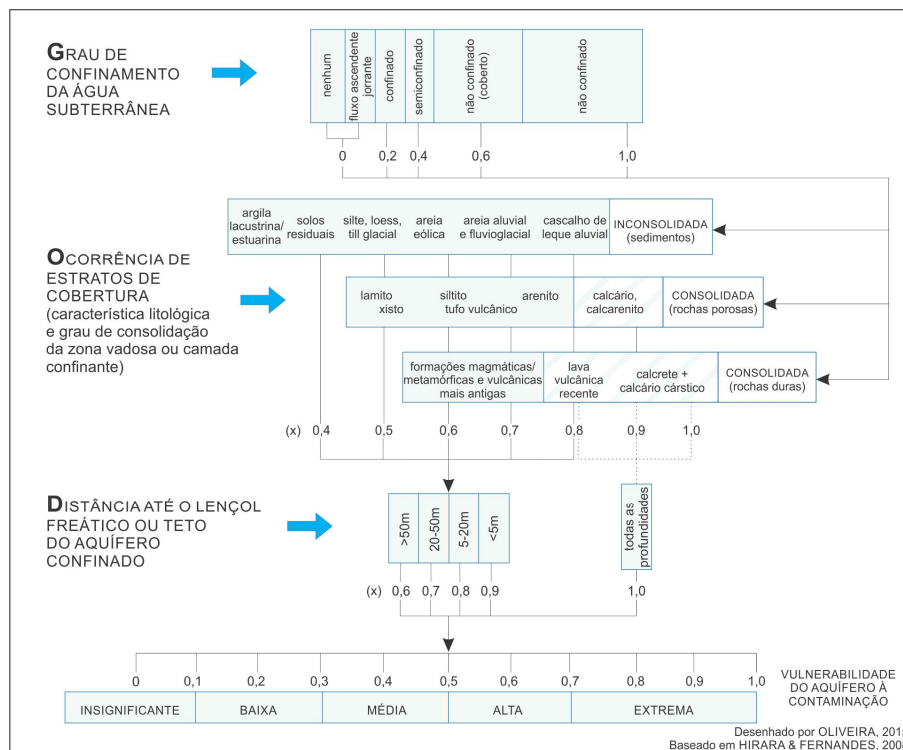 GRAU DE
CONFINAMENTO
DA ÁGUA
SUBTERRÂNEA
nenhum
fluxo ascendente
jorrante
confinado
semiconfinado
não confinado
(coberto)
não confinado
0
0,2
0,4
0,6
1,0
OCORRÊNCIA DE
ESTRATOS DE
COBERTURA
(característica litológica
e grau de consolidação
da zona vadosa ou camada
confinante)
argila
lacustrina/
estuarina
solos
residuais
silte, loess,
till glacial
areia
eólica
areia aluvial
e fluvioglacial
cascalho de
leque aluvial
INCONSOLIDADA
(sedimentos)
lamito
xisto
siltito
tufo vulcânico
arenito
calcário,
calcarenito
CONSOLIDADA
(rochas porosas)
formações magmáticas/
metamórficas e vulcânicas
mais antigas
lava
vulcânica
recente
calcrete +
calcário cárstico
CONSOLIDADA
(rochas duras)
(x) 0,4 0,5 0,6 0,7 0,8 0,9 1,0
DISTÂNCIA ATÉ O LENÇOL
FREÁTICO OU TETO
DO AQUÍFERO
CONFINADO
>50m
20-50m
5-20m
<5m
todas as
profundidades
(x) 0,6 0,7 0,8 0,9 1,0
0 0,1 0,2 0,3 0,4 0,5 0,6 0,7 0,8 0,9 1,0
INSIGNIFICANTE BAIXA MÉDIA ALTA EXTREMA
VULNERABILIDADE
DO AQUÍFERO À
CONTAMINAÇÃO
Desenhado por OLIVEIRA, 201
Baseado em HIRARA & FERNANDES, 200